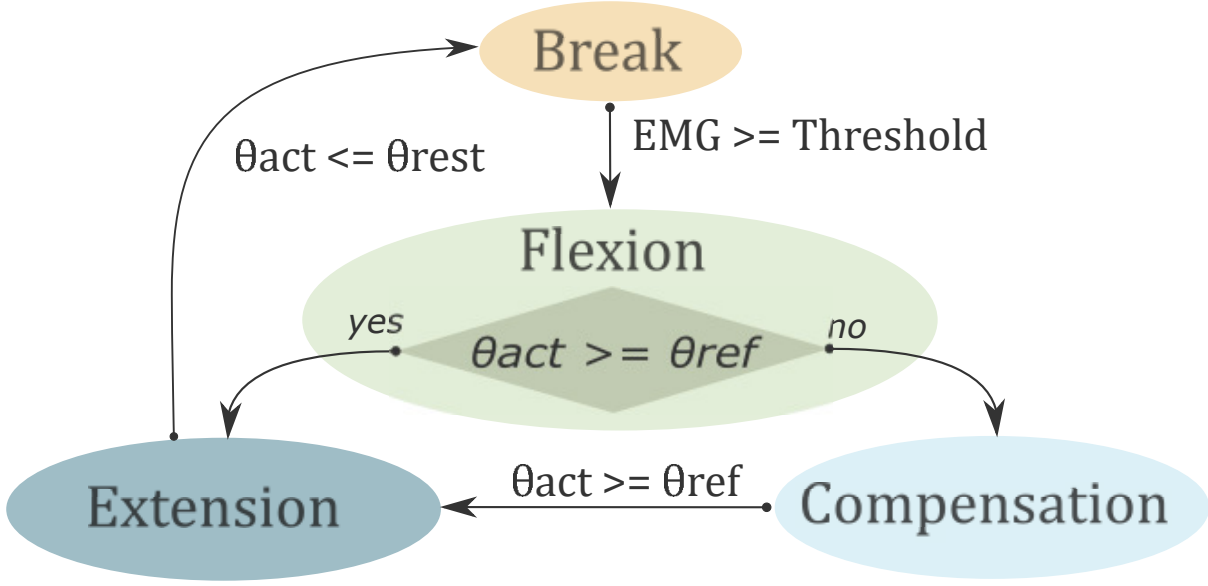 Break
EMG >= Threshold
θact <= θrest
Flexion
yes
no
θact >= θref
θact >= θref
Extension
Compensation